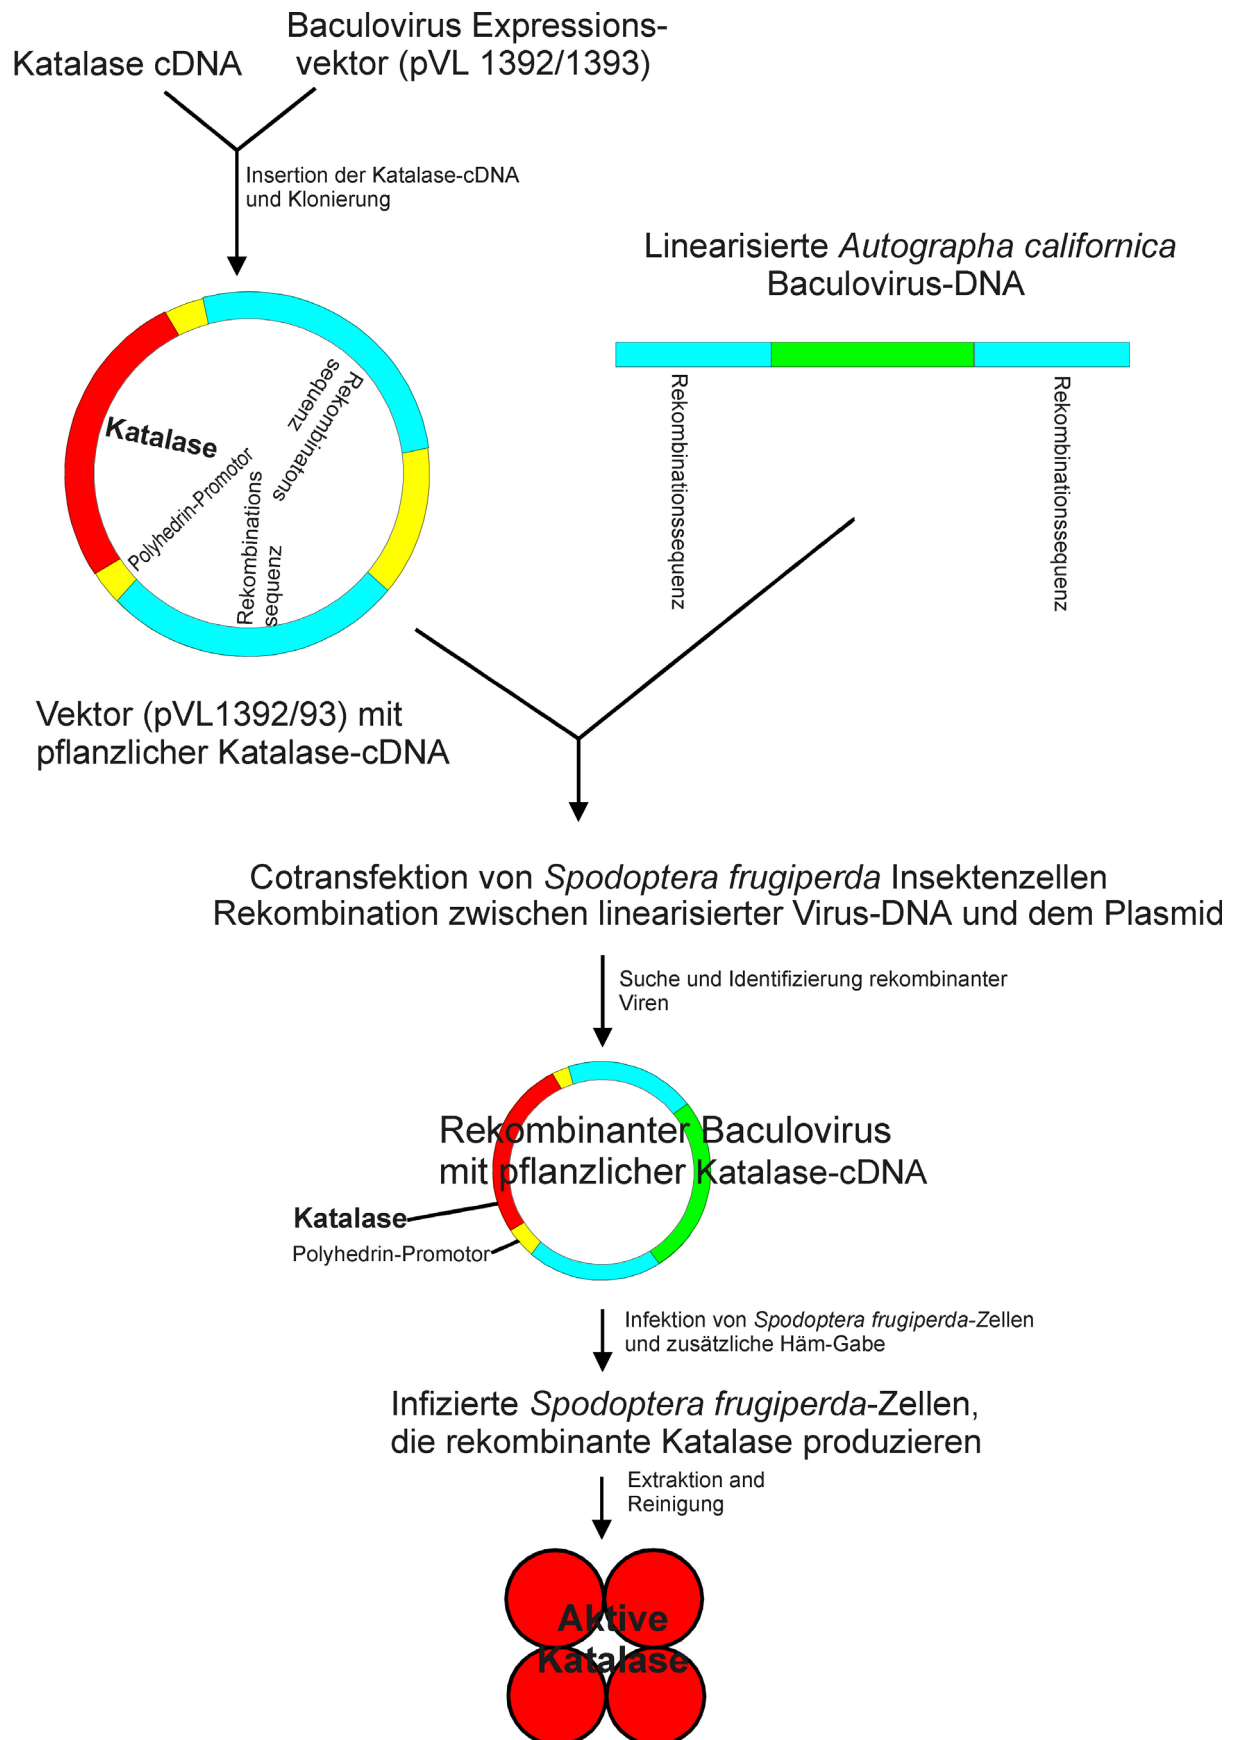 Katalase cDNA
Baculovirus Expressions-
vektor (pVL 1392/1393)
Insertion der Katalase-cDNA
und Klonierung
Linearisierte Autographa californica
Baculovirus-DNA
Rekombinationssequenz
Rekombinationssequenz
Katalase
Polyhedrin-Promotor
Rekombinatons
sequenz
Rekombinations
sequenz
Vektor (pVL1392/93) mit
pflanzlicher Katalase-cDNA
Cotransfektion von Spodoptera frugiperda Insektenzellen
Rekombination zwischen linearisierter Virus-DNA und dem Plasmid
Suche und Identifizierung rekombinanter
Viren
Rekombinanter Baculovirus
mit pflanzlicher Katalase-cDNA
Katalase
Polyhedrin-Promotor
Infektion von Spodoptera frugiperda-Zellen
und zusätzliche Häm-Gabe
Infizierte Spodoptera frugiperda-Zellen,
die rekombinante Katalase produzieren
Extraktion and
Reinigung
Aktive
Katalase